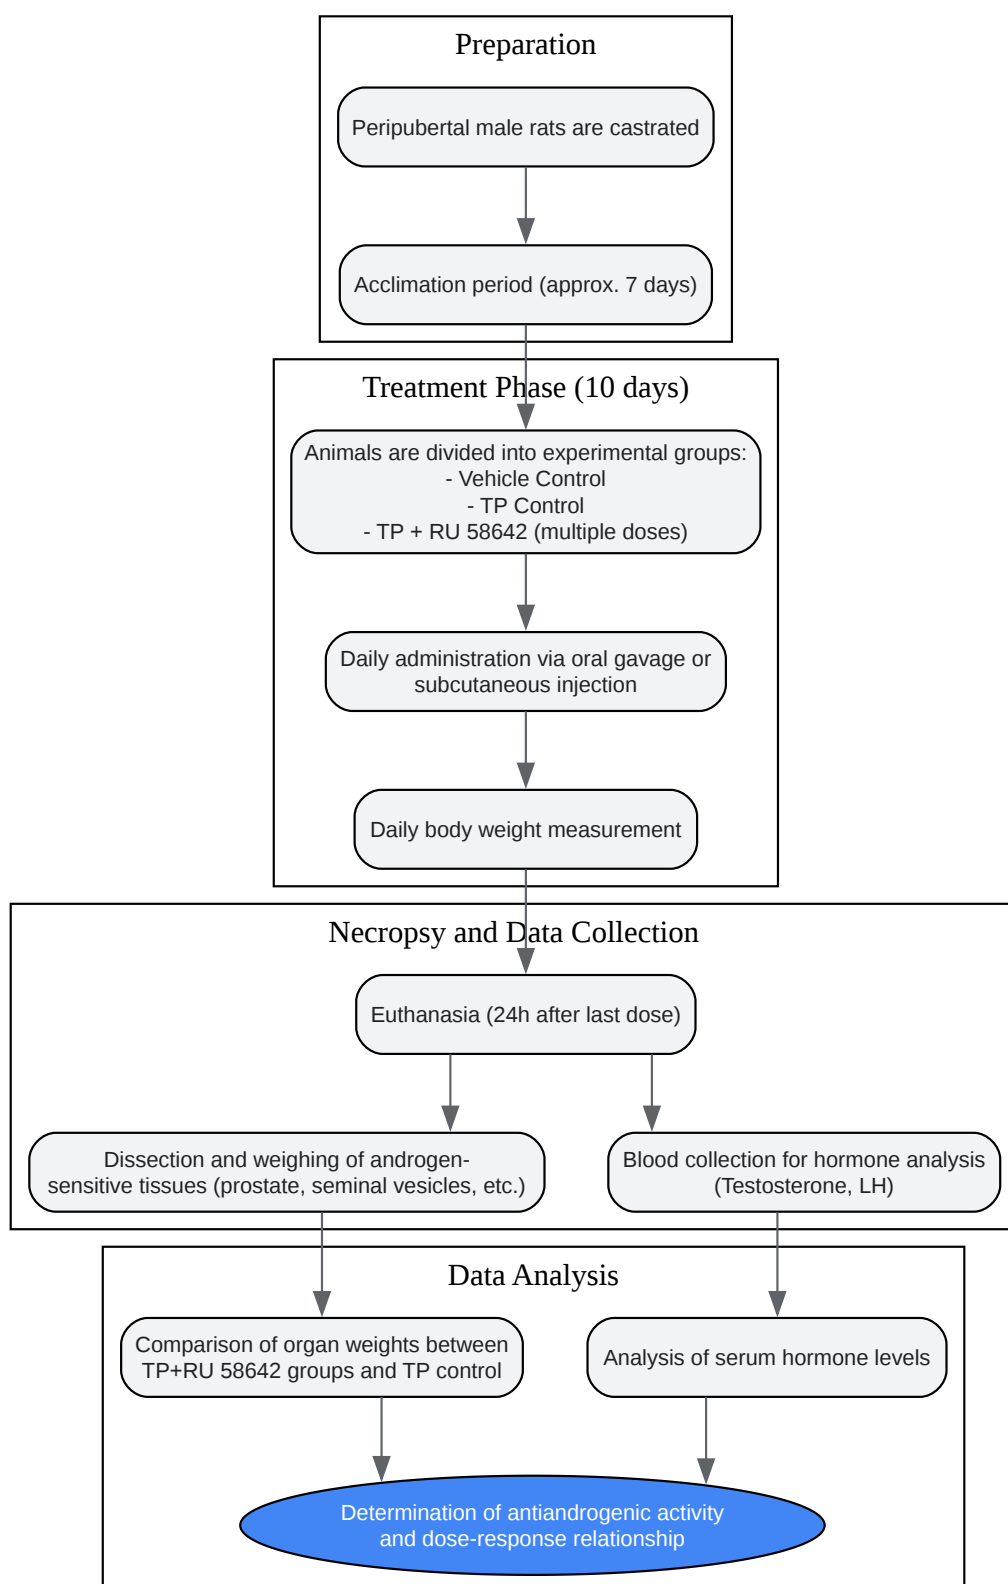 Preparation
Peripubertal male rats are castrated
Acclimation period (approx. 7 days)
Treatment Phase (10 days)
Animals are divided into experimental groups:
- Vehicle Control
- TP Control
- TP + RU 58642 (multiple doses)
Daily administration via oral gavage or
subcutaneous injection
Daily body weight measurement
Necropsy and Data Collection
Euthanasia (24h after last dose)
Dissection and weighing of androgen-
sensitive tissues (prostate, seminal vesicles, etc.)
Blood collection for hormone analysis
(Testosterone, LH)
Data Analysis
Comparison of organ weights between
TP+RU 58642 groups and TP control
Analysis of serum hormone levels
Determination of antiandrogenic activity
and dose-response relationship